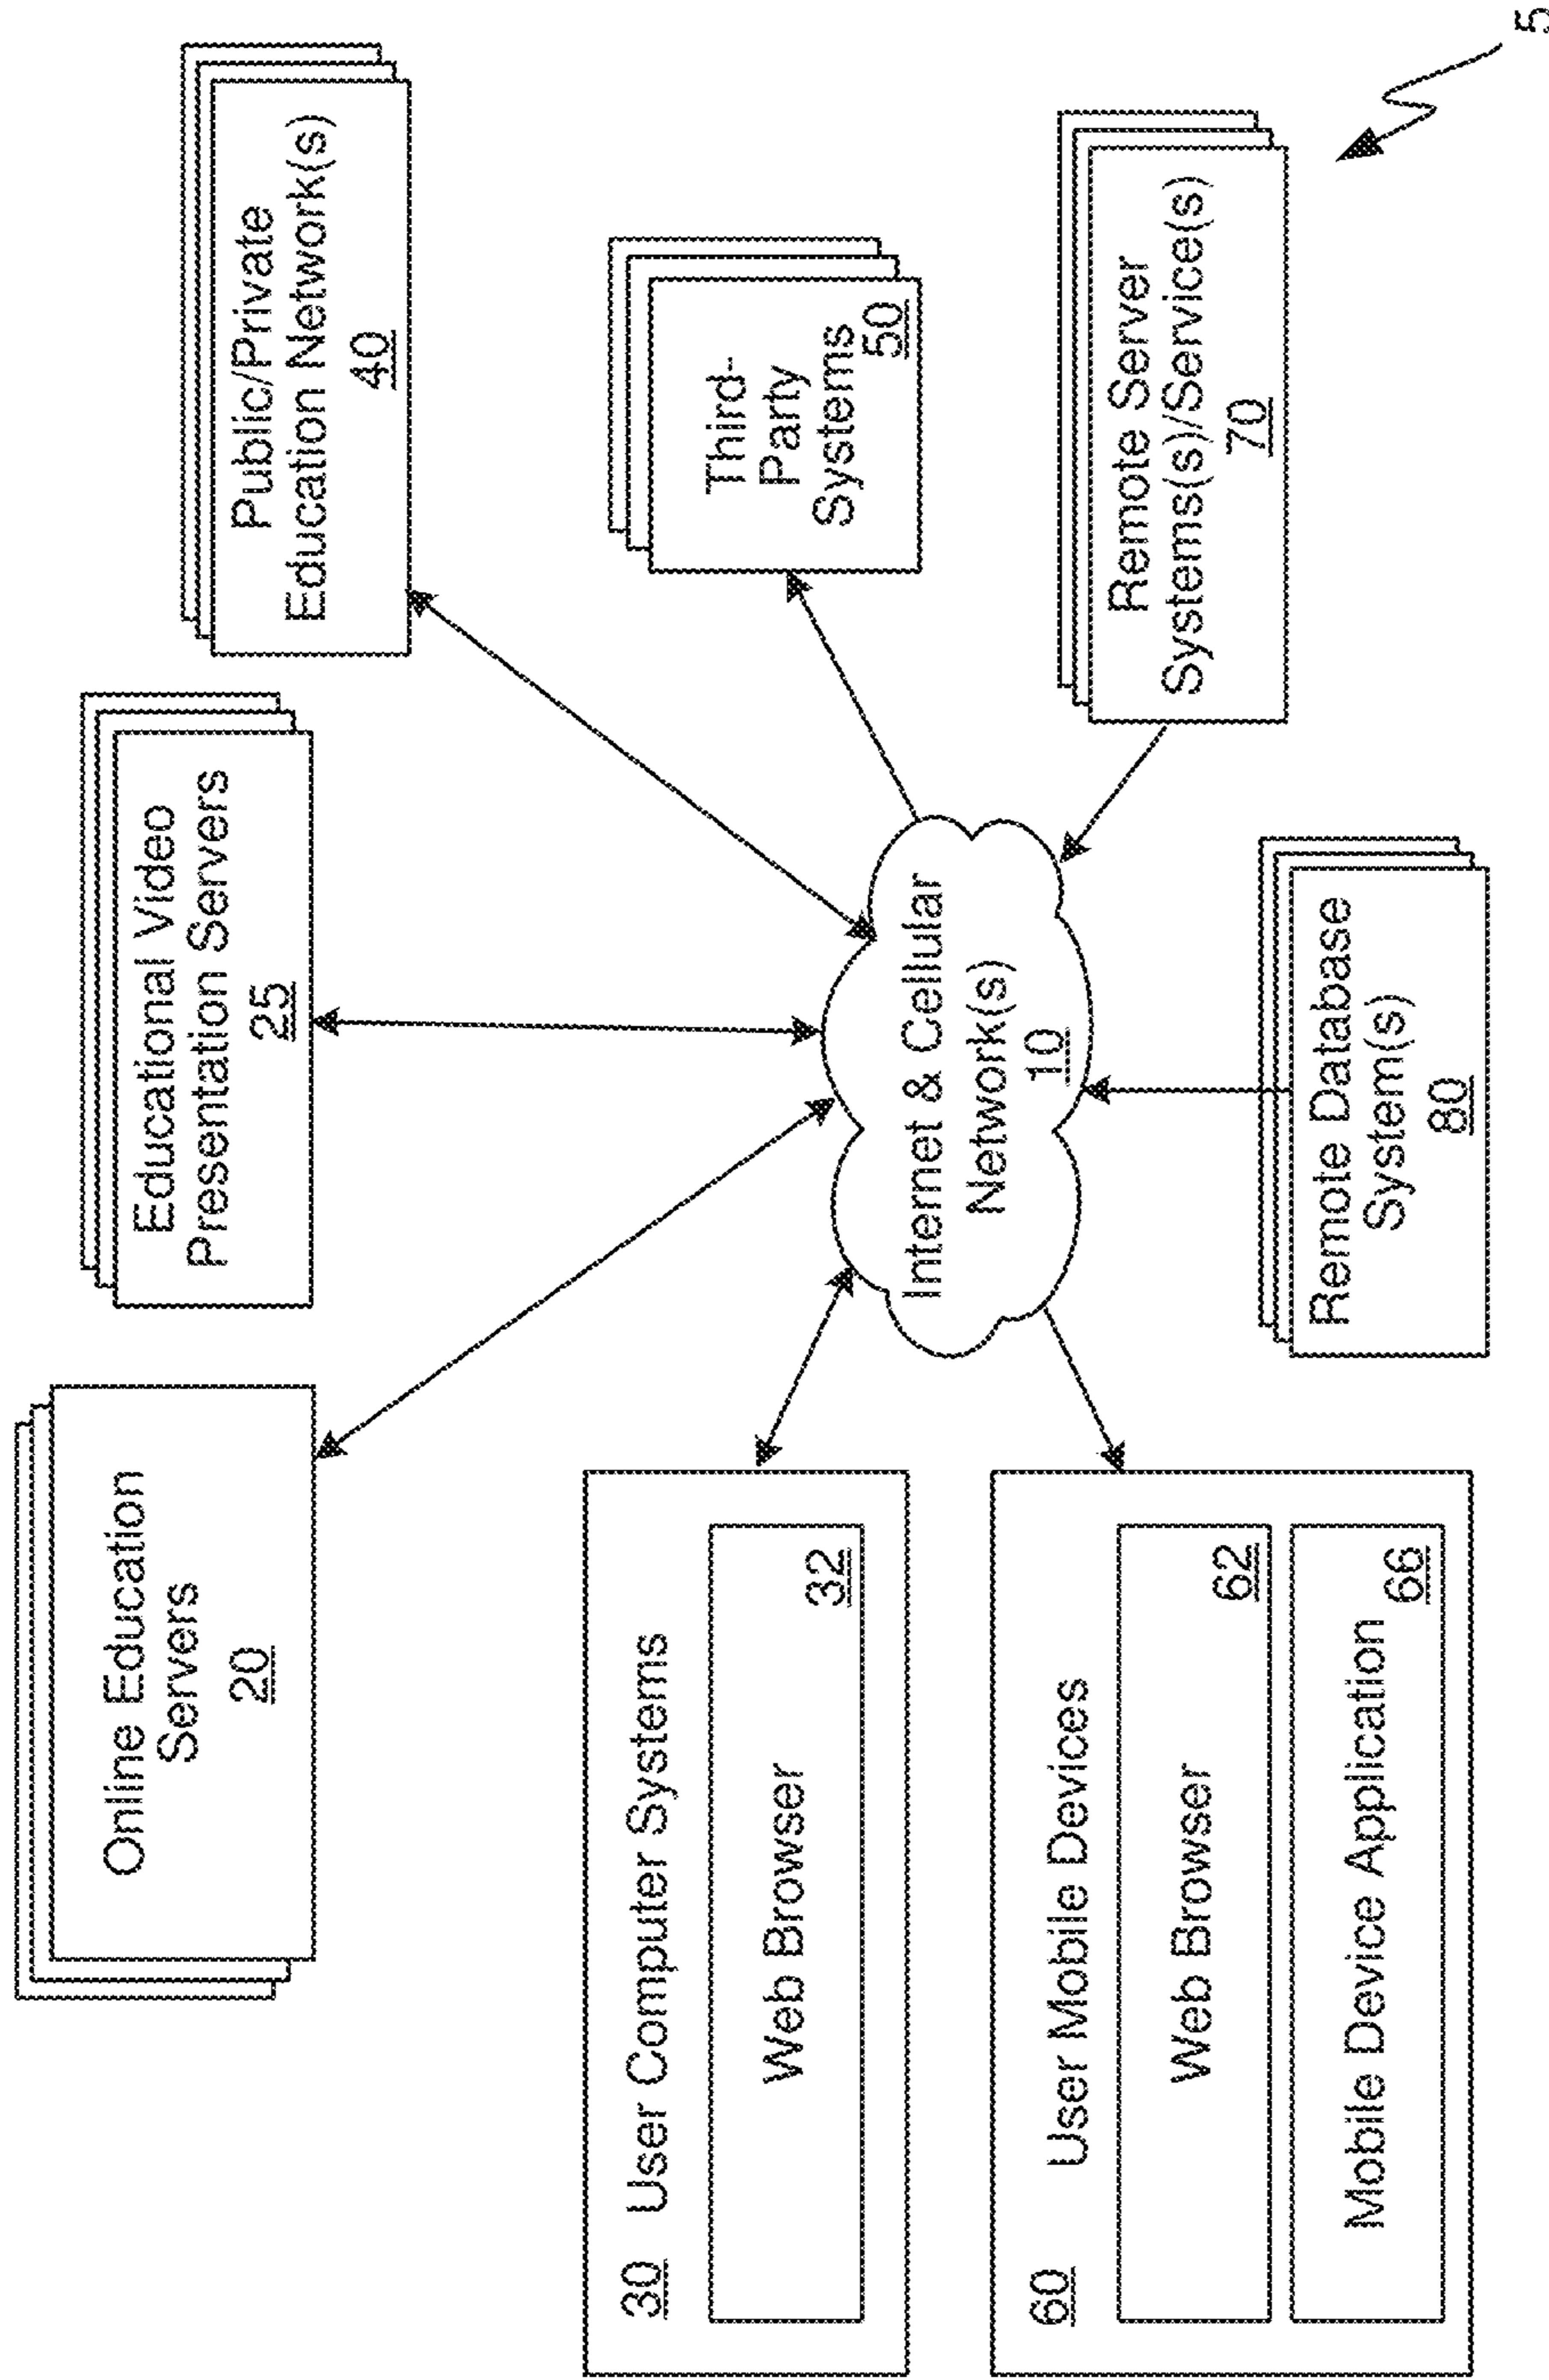 Online Education
Servers
20
Educational Video
Presentation Servers
25
Public/Private
Education Network(s)
40
30 User Computer Systems
Web Browser
32
Internet & Cellular
Network(s)
10
Third-
Party
Systems
50
60 User Mobile Devices
Web Browser
62
Mobile Device Application
66
Remote Database
System(s)
80
Remote Server
Systems(s)/Service(s)
70
5